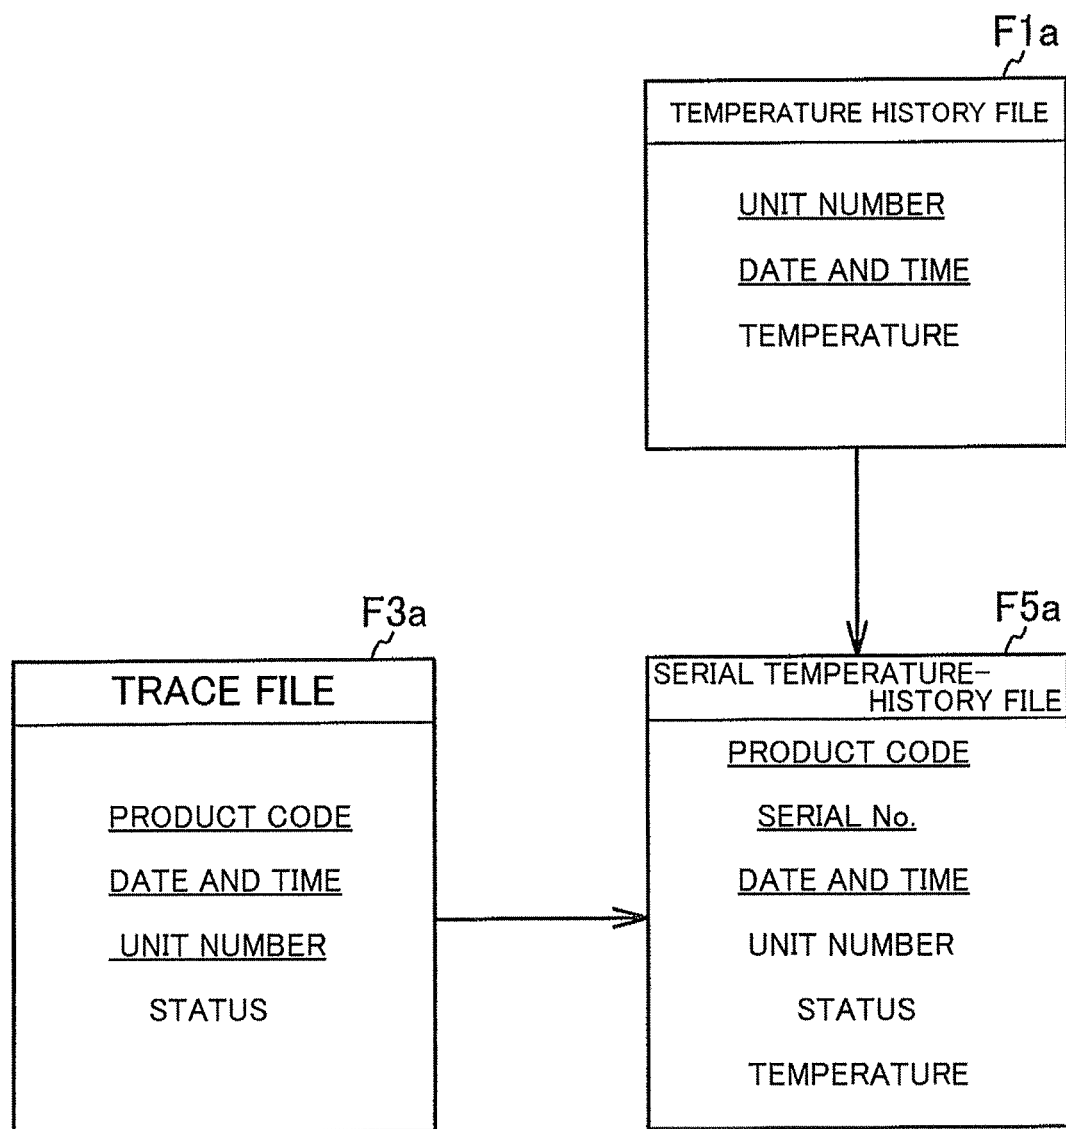 F1a
TEMPERATURE HISTORY FILE
UNIT NUMBER
DATE AND TIME
TEMPERATURE
F3a
TRACE FILE
PRODUCT CODE
DATE AND TIME
UNIT NUMBER
STATUS
F5a
SERIAL TEMPERATURE-
HISTORY FILE
PRODUCT CODE
SERIAL No.
DATE AND TIME
UNIT NUMBER
STATUS
TEMPERATURE